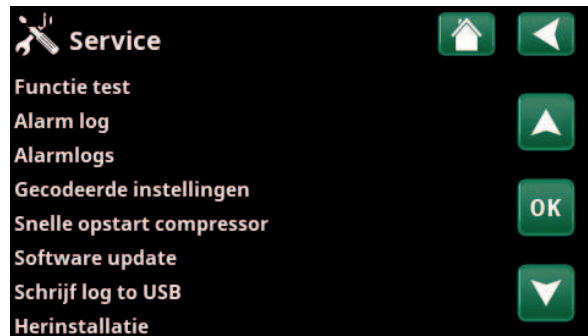 Service
Functie test
Alarm log
Alarmlogs
Gecodeerde instellingen
OK
Snelle opstart compressor
Software update
Schrijf log to USB
Herinstallatie